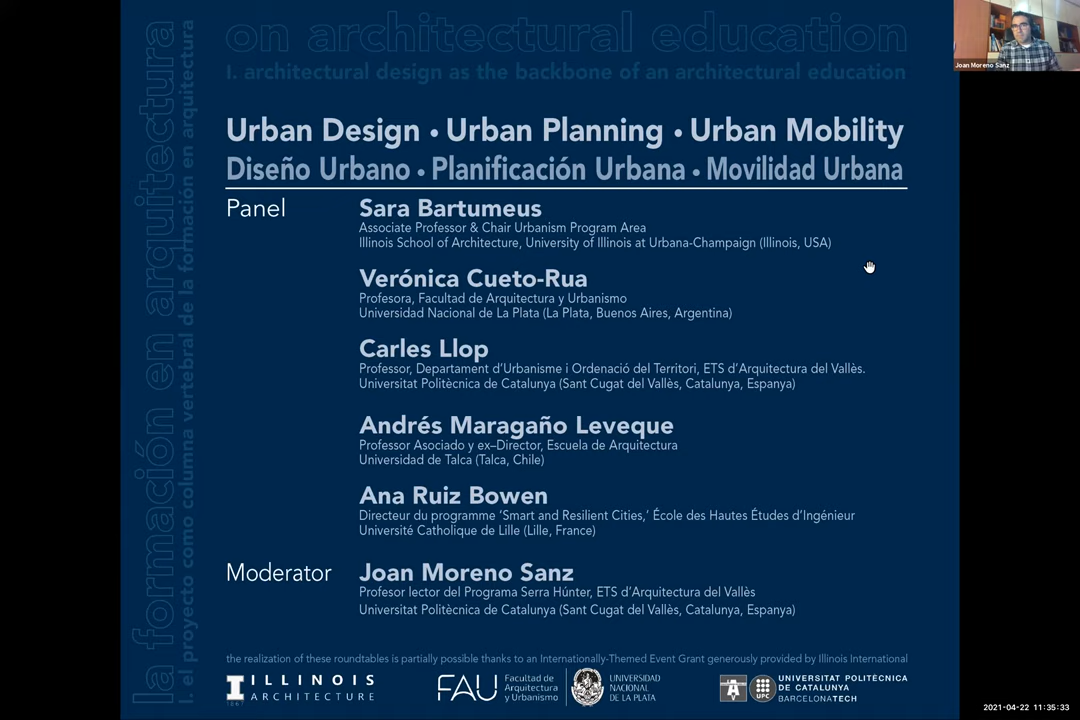 on architectural education
I. architectural design as the backbone of an architectural education
la formación en arquitectura
I. el proyecto como columna vertebral de la formación en arquitectura
Joan Moreno Sanz
Urban Design • Urban Planning • Urban Mobility
Diseño Urbano • Planificación Urbana • Movilidad Urbana
Panel
Sara Bartumeus
Associate Professor & Chair Urbanism Program Area
Illinois School of Architecture, University of Illinois at Urbana-Champaign (Illinois, USA)
Verónica Cueto-Rua
Profesora, Facultad de Arquitectura y Urbanismo
Universidad Nacional de La Plata (La Plata, Buenos Aires, Argentina)
Carles Llop
Professor, Departament d'Urbanisme i Ordenació del Territori, ETS d'Arquitectura del Vallès.
Universitat Politècnica de Catalunya (Sant Cugat del Vallès, Catalunya, Espanya)
Andrés Maragaño Leveque
Professor Asociado y ex–Director, Escuela de Arquitectura
Universidad de Talca (Talca, Chile)
Ana Ruiz Bowen
Directeur du programme 'Smart and Resilient Cities,' École des Hautes Études d'Ingénieur
Université Catholique de Lille (Lille, France)
Moderator
Joan Moreno Sanz
Profesor lector del Programa Serra Húnter, ETS d'Arquitectura del Vallès
Universitat Politècnica de Catalunya (Sant Cugat del Vallès, Catalunya, Espanya)
the realization of these roundtables is partially possible thanks to an Internationally-Themed Event Grant generously provided by Illinois International
ILLINOIS
ARCHITECTURE
1867
FAU
Facultad de
Arquitectura
y Urbanismo
UNIVERSIDAD
NACIONAL
DE LA PLATA
UPC
UNIVERSITAT POLITÈCNICA
DE CATALUNYA
BARCELONATECH
2021-04-22 11:35:33